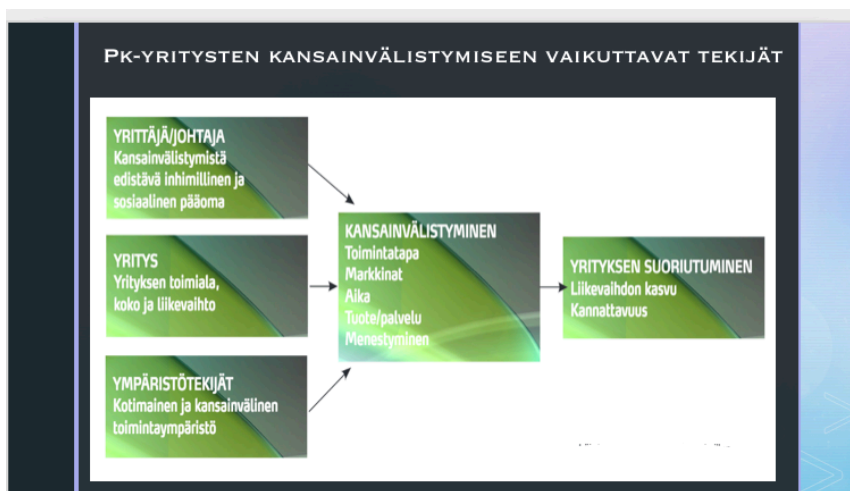 PK-YRITYSTEN KANSAINVÄLISTYMISEEN VAIKUTTAVAT TEKIJÄT
YRITTÄJÄ/JOHTAJA
Kansainvälistymistä
edistävä inhimillinen ja
sosiaalinen pääoma
YRITYS
Yrityksen toimiala,
koko ja liikevaihto
YMPÄRISTÖTEKIJÄT
Kotimainen ja kansainvälinen
toimintaympäristö
KANSAINVÄLISTYMINEN
Toimintatapa
Markkinat
Aika
Tuote/palvelu
Menestyminen
YRITYKSEN SUORIUTUMINEN
Liikevaihdon kasvu
Kannattavuus